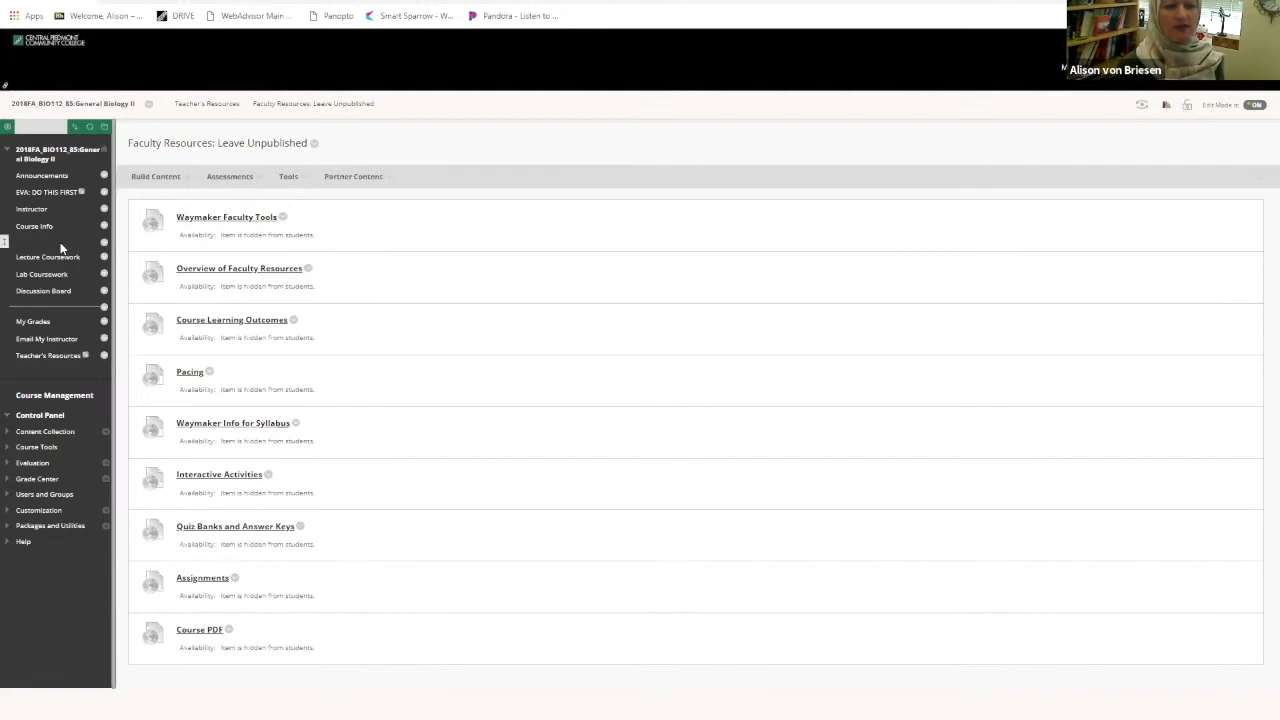 Apps
Welcome, Alison – ...
DRIVE
WebAdvisor Main ...
Panopto
Smart Sparrow - W...
Pandora - Listen to ...
CENTRAL PIEDMONT
COMMUNITY COLLEGE
Alison von Briesen
2018FA_BIO112_85:General Biology II
Teacher's Resources
Faculty Resources: Leave Unpublished
Edit Mode is:
ON
2018FA_BIO112_85:Gener
al Biology II
Announcements
EVA: DO THIS FIRST
Instructor
Course Info
Lecture Coursework
Lab Coursework
Discussion Board
My Grades
Email My Instructor
Teacher's Resources
Course Management
Control Panel
Content Collection
Course Tools
Evaluation
Grade Center
Users and Groups
Customization
Packages and Utilities
Help
Faculty Resources: Leave Unpublished
Build Content
Assessments
Tools
Partner Content
Waymaker Faculty Tools
Availability: Item is hidden from students.
Overview of Faculty Resources
Availability: Item is hidden from students.
Course Learning Outcomes
Availability: Item is hidden from students.
Pacing
Availability: Item is hidden from students.
Waymaker Info for Syllabus
Availability: Item is hidden from students.
Interactive Activities
Availability: Item is hidden from students.
Quiz Banks and Answer Keys
Availability: Item is hidden from students.
Assignments
Availability: Item is hidden from students.
Course PDF
Availability: Item is hidden from students.